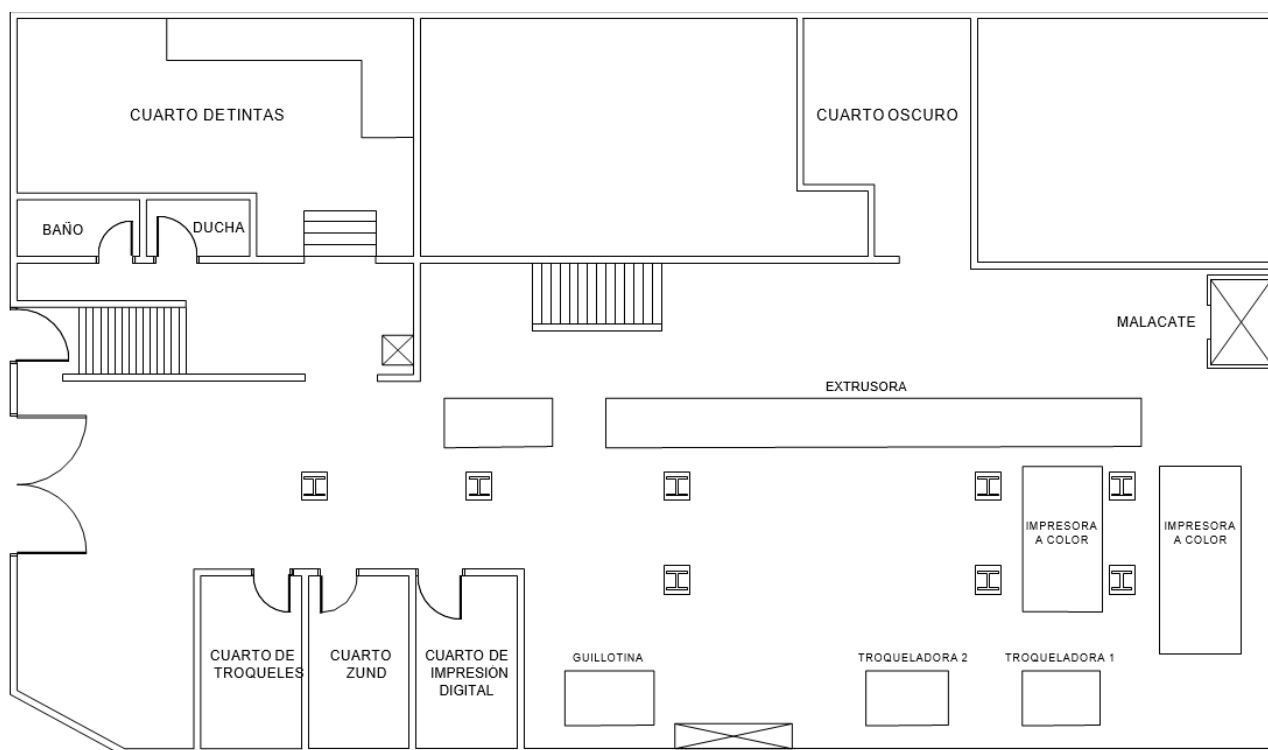 CUARTO DETINTAS
CUARTO OSCURO
BAÑO
DUCHA
MALACATE
EXTRUSORA
IMPRESORA
A COLOR
IMPRESORA
A COLOR
CUARTO DE
TROQUELES
CUARTO
ZUND
CUARTO DE
IMPRESIÓN
DIGITAL
GUILLOTINA
TROQUELADORA 2
TROQUELADORA 1